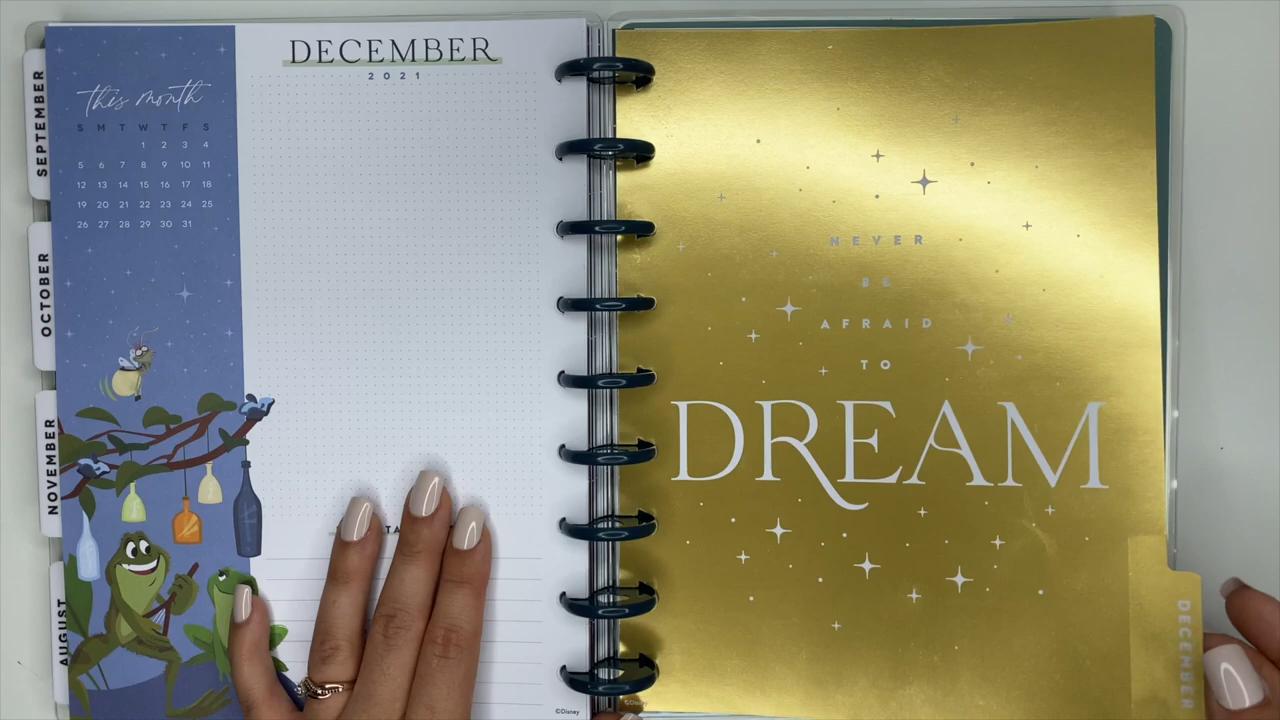 SEPTEMBER
OCTOBER
NOVEMBER
AUGUST
this month
S M T W T F S
1 2 3 4
5 6 7 8 9 10 11
12 13 14 15 16 17 18
19 20 21 22 23 24 25
26 27 28 29 30 31
DECEMBER
2021
©Disney
NEVER
BE
AFRAID
TO
DREAM
DECEMBER
©Disney